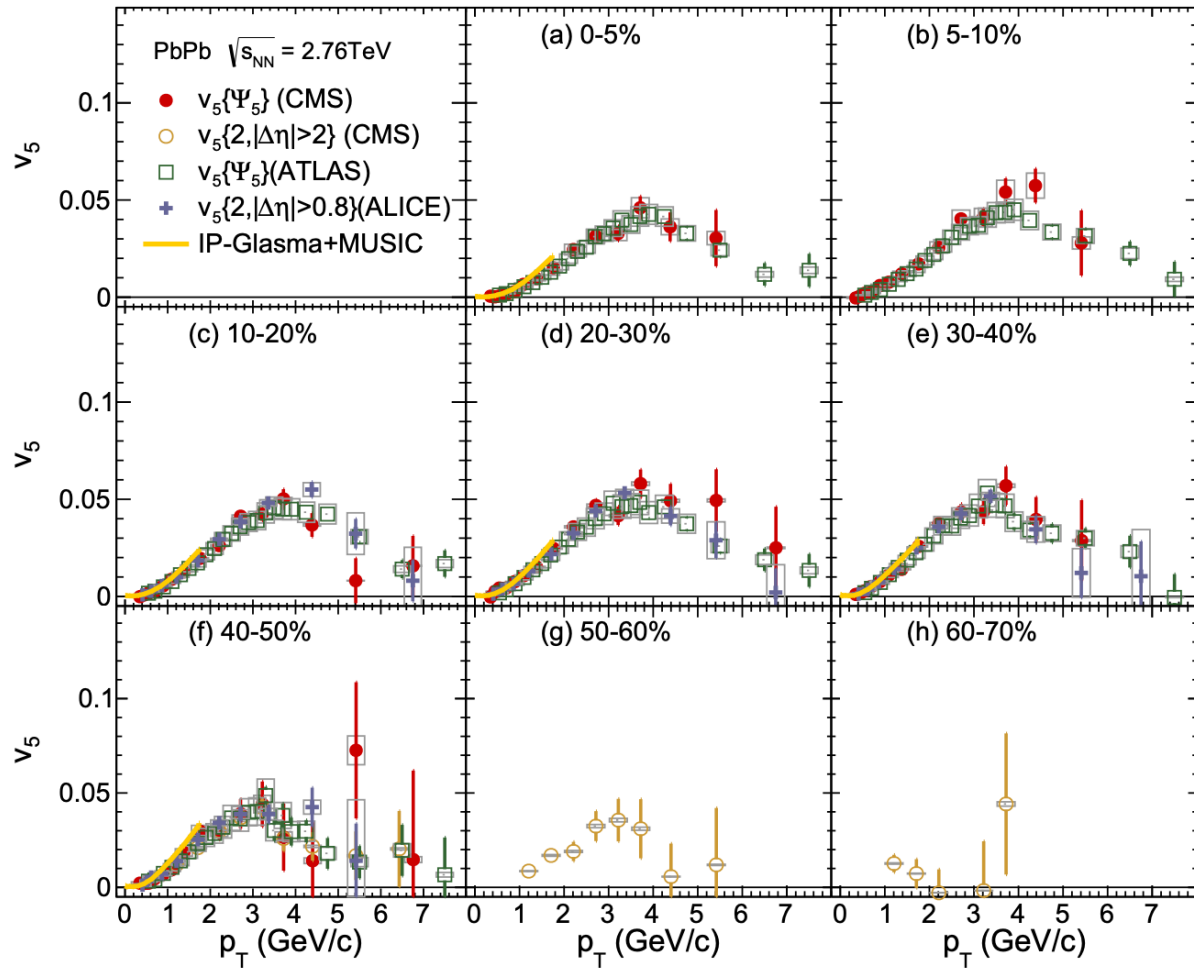 PbPb √s_NN = 2.76TeV
v₅{Ψ₅} (CMS)
v₅{2,|Δη|>2} (CMS)
v₅{Ψ₅}(ATLAS)
v₅{2,|Δη|>0.8}(ALICE)
IP-Glasma+MUSIC
(a) 0-5%
(b) 5-10%
v₅
0.1
0.05
0
(c) 10-20%
(d) 20-30%
(e) 30-40%
v₅
0.1
0.05
0
(f) 40-50%
(g) 50-60%
(h) 60-70%
v₅
0.1
0.05
0
0 1 2 3 4 5 6 7
0 1 2 3 4 5 6 7
0 1 2 3 4 5 6 7
p_T (GeV/c)
p_T (GeV/c)
p_T (GeV/c)